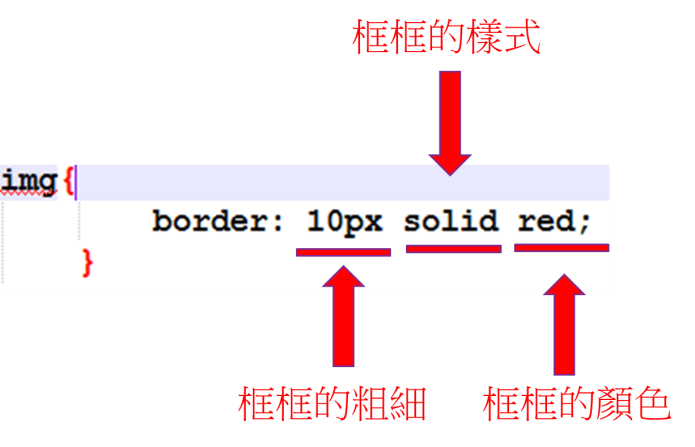 框框的樣式
img{
border: 10px solid red;
}
框框的粗細
框框的顏色